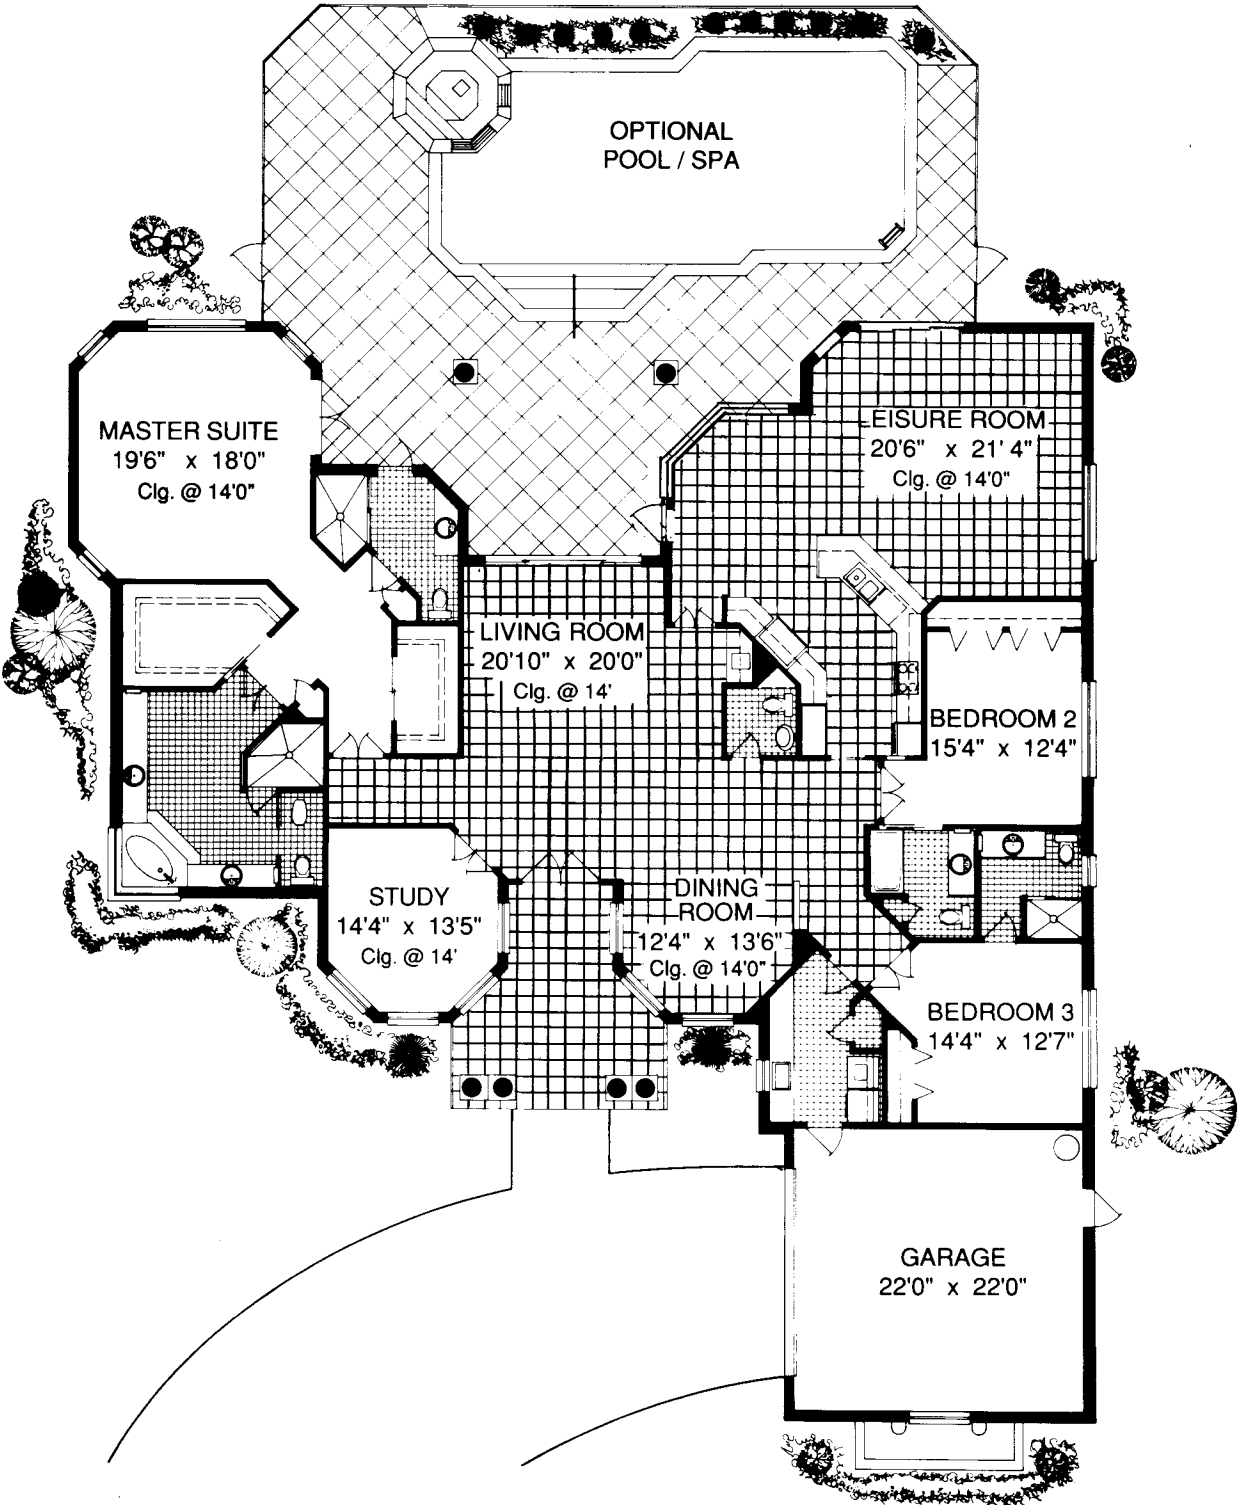 OPTIONAL
POOL / SPA
MASTER SUITE
19'6" x 18'0"
Clg. @ 14'0"
EISURE ROOM
20'6" x 21' 4"
Clg. @ 14'0"
LIVING ROOM
20'10" x 20'0"
Clg. @ 14'
BEDROOM 2
15'4" x 12'4"
STUDY
14'4" x 13'5"
Clg. @ 14'
DINING
ROOM
12'4" x 13'6"
Clg. @ 14'0"
BEDROOM 3
14'4" x 12'7"
GARAGE
22'0" x 22'0"